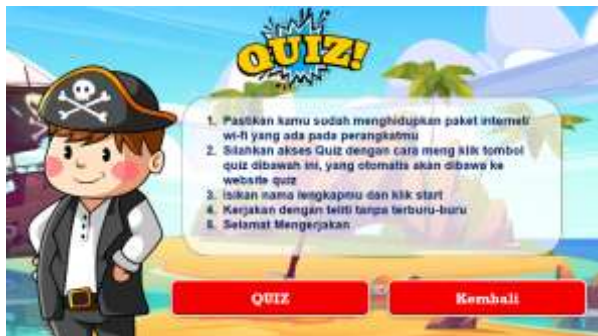 QUIZ!
1. Pastikan kamu sudah menghidupkan paket internet/
wi-fi yang ada pada perangkatmu
2. Silahkan akses Quiz dengan cara meng klik tombol
quiz dibawah ini, yang otomatis akan dibawa ke
website quiz
3. Isikan nama lengkapmu dan klik start
4. Kerjakan dengan teliti tanpa terburu-buru
5. Selamat Mengerjakan
QUIZ
Kembali